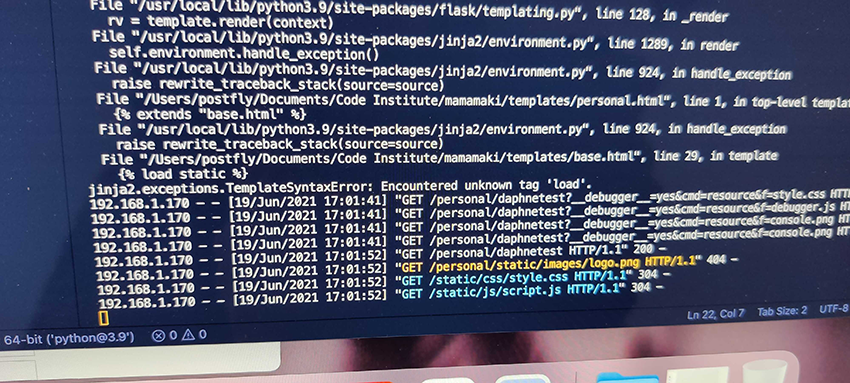 File "/usr/local/lib/python3.9/site-packages/flask/templating.py", line 128, in _render
rv = template.render(context)
File "/usr/local/lib/python3.9/site-packages/jinja2/environment.py", line 1289, in render
self.environment.handle_exception()
File "/usr/local/lib/python3.9/site-packages/jinja2/environment.py", line 924, in handle_exception
raise rewrite_traceback_stack(source=source)
File "/Users/postfly/Documents/Code Institute/mamamaki/templates/personal.html", line 1, in top-level templat
{% extends "base.html" %}
File "/usr/local/lib/python3.9/site-packages/jinja2/environment.py", line 924, in handle_exception
raise rewrite_traceback_stack(source=source)
File "/Users/postfly/Documents/Code Institute/mamamaki/templates/base.html", line 29, in template
{% load static %}
jinja2.exceptions.TemplateSyntaxError: Encountered unknown tag 'load'.
192.168.1.170 - - [19/Jun/2021 17:01:41] "GET /personal/daphnetest?__debugger__=yes&cmd=resource&f=style.css HTT
192.168.1.170 - - [19/Jun/2021 17:01:41] "GET /personal/daphnetest?__debugger__=yes&cmd=resource&f=debugger.js H
192.168.1.170 - - [19/Jun/2021 17:01:41] "GET /personal/daphnetest?__debugger__=yes&cmd=resource&f=console.png H
192.168.1.170 - - [19/Jun/2021 17:01:41] "GET /personal/daphnetest?__debugger__=yes&cmd=resource&f=console.png H
192.168.1.170 - - [19/Jun/2021 17:01:52] "GET /personal/daphnetest HTTP/1.1" 200 -
192.168.1.170 - - [19/Jun/2021 17:01:52] "GET /personal/static/images/logo.png HTTP/1.1" 404 -
192.168.1.170 - - [19/Jun/2021 17:01:52] "GET /static/css/style.css HTTP/1.1" 304 -
192.168.1.170 - - [19/Jun/2021 17:01:52] "GET /static/js/script.js HTTP/1.1" 304 -
64-bit ('python@3.9') 0 0 Ln 22, Col 7 Tab Size: 2 UTF-8